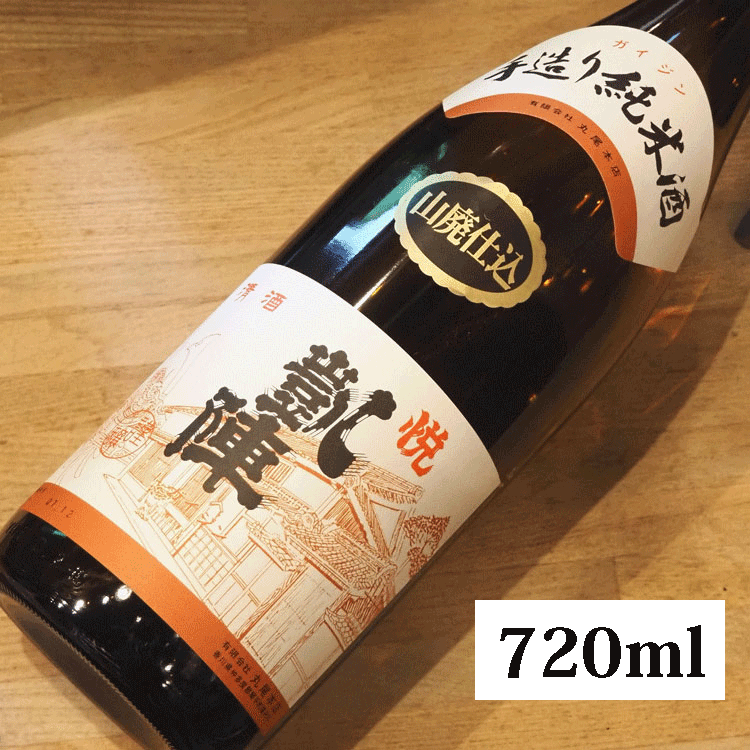 ガイジン
手造り純米酒
有限会社 丸尾本店
山廃仕込
清酒
悦
凱陣
有限会社 丸尾本店
720ml